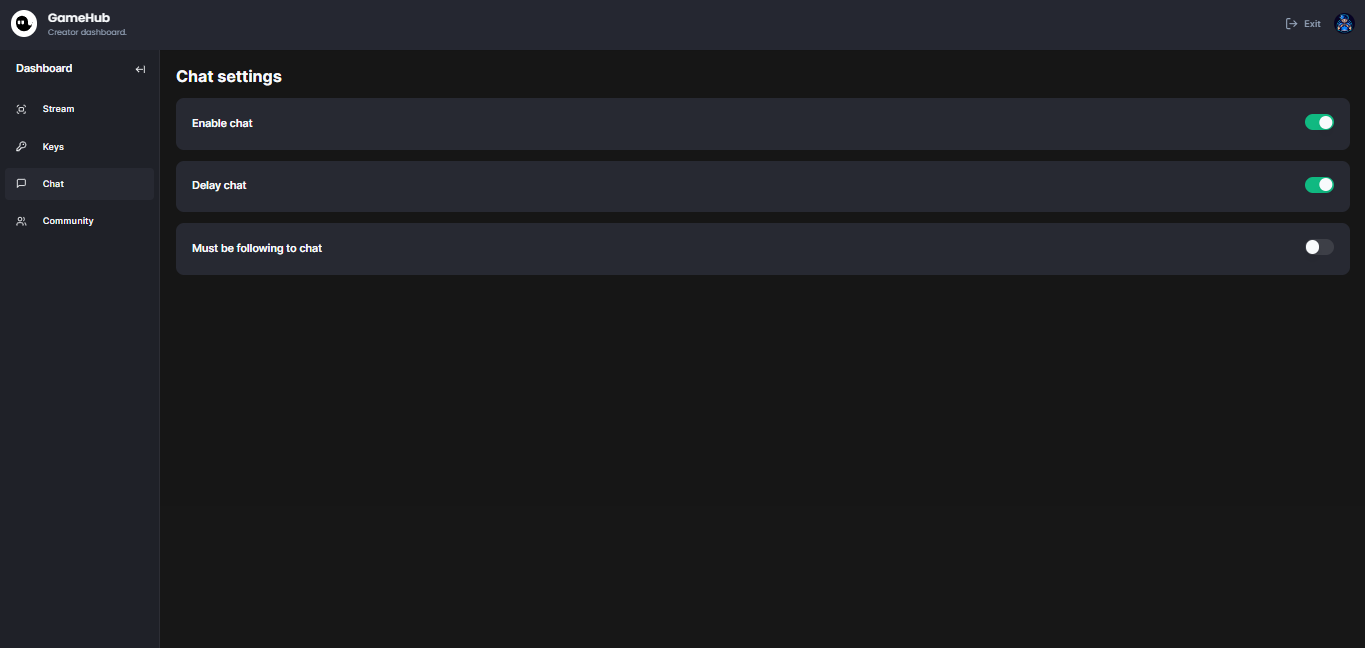 GameHub
Creator dashboard.
Exit
Dashboard
Stream
Keys
Chat
Community
Chat settings
Enable chat
Delay chat
Must be following to chat